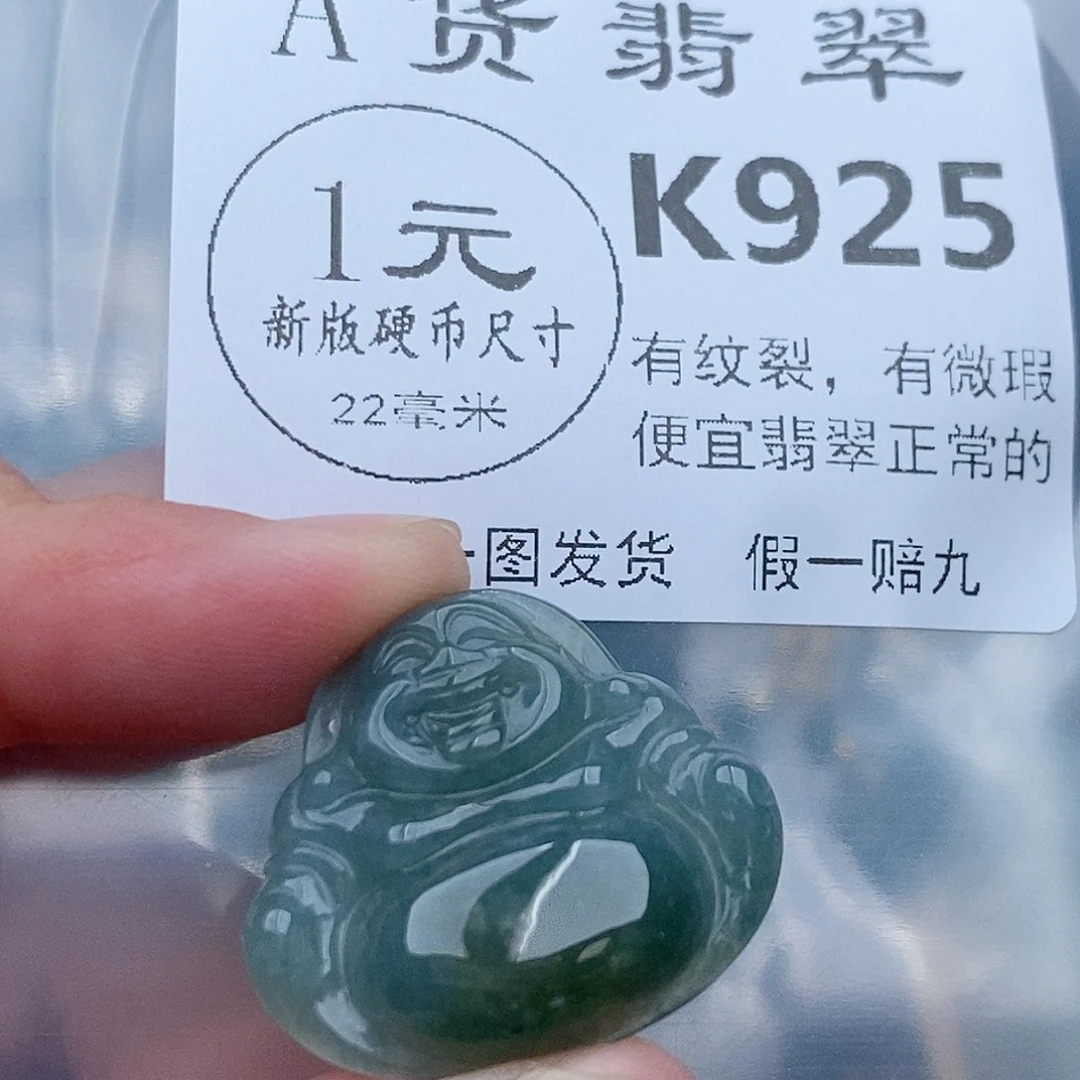 A货翡翠
1元
新版硬币尺寸
22毫米
K925
有纹裂，有微瑕
便宜翡翠正常的
图发货 假一赔九